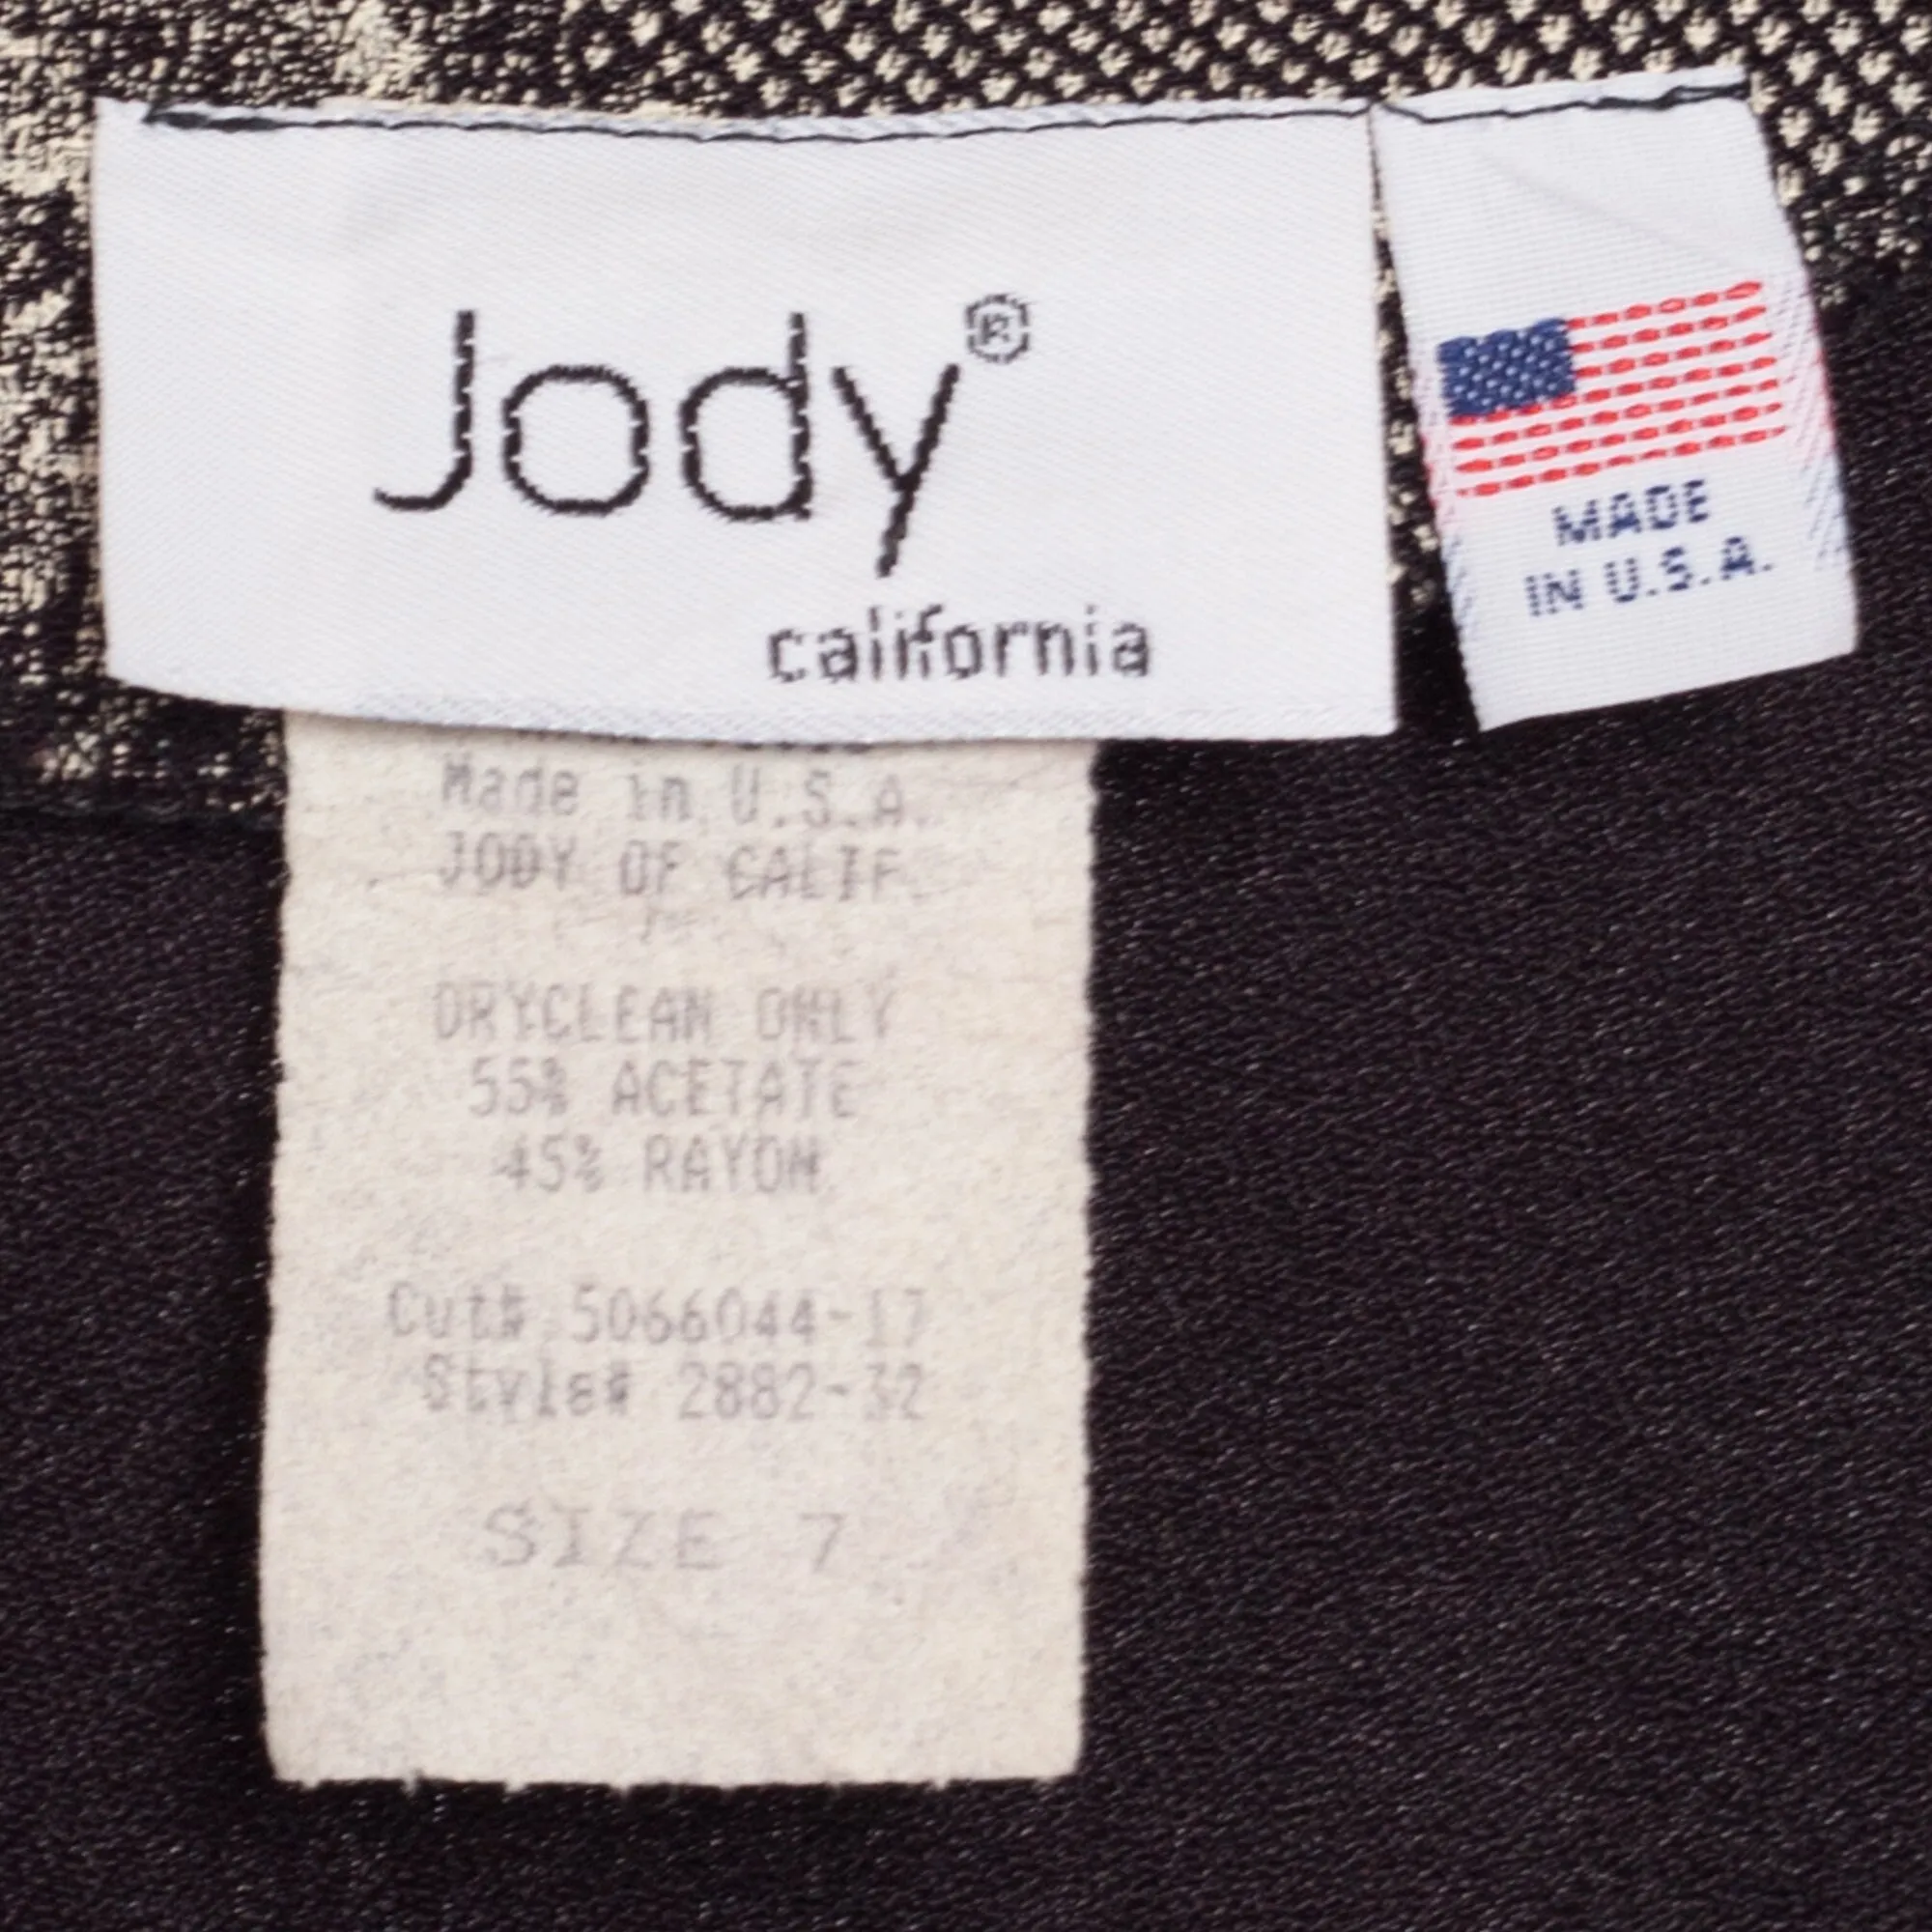 Jody®
california
MADE
IN U.S.A.
Made in U.S.A.
JODY OF CALIF.
DRYCLEAN ONLY
55% ACETATE
45% RAYON
Cut# 5066044-17
Style# 2882-32
SIZE 7